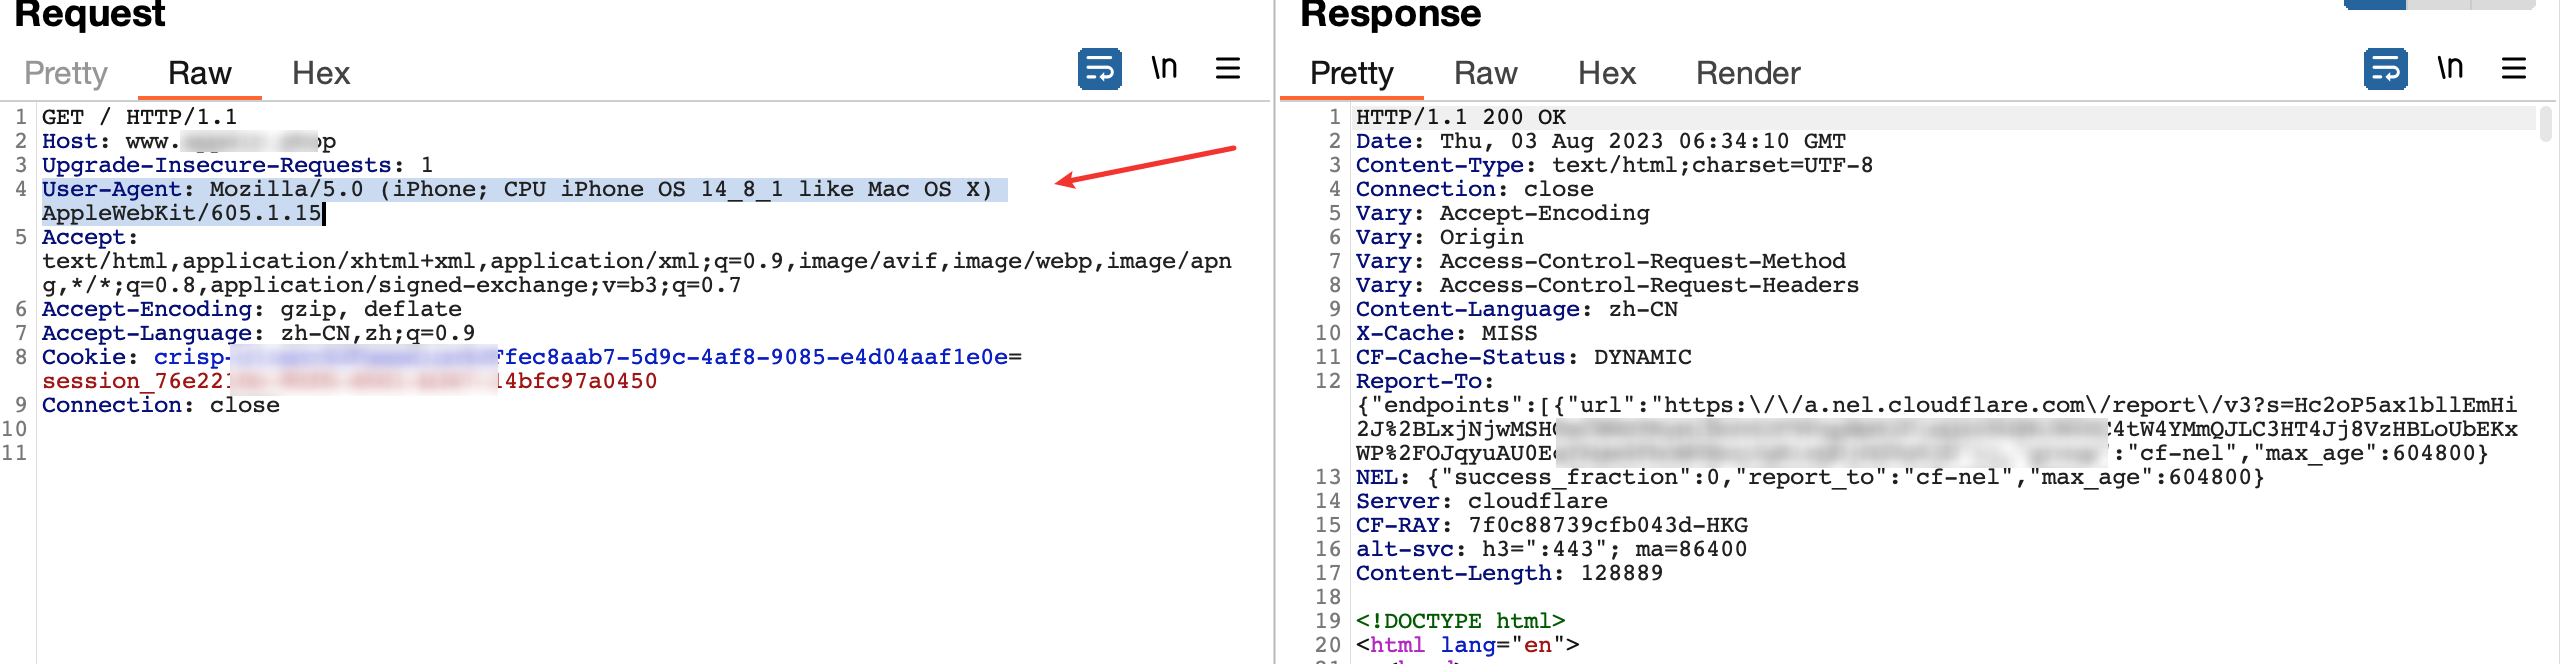 Request
Pretty Raw Hex \n
1 GET / HTTP/1.1
2 Host: www. op
3 Upgrade-Insecure-Requests: 1
4 User-Agent: Mozilla/5.0 (iPhone; CPU iPhone OS 14_8_1 like Mac OS X)
AppleWebKit/605.1.15
5 Accept:
text/html,application/xhtml+xml,application/xml;q=0.9,image/avif,image/webp,image/apn
g,*/*;q=0.8,application/signed-exchange;v=b3;q=0.7
6 Accept-Encoding: gzip, deflate
7 Accept-Language: zh-CN,zh;q=0.9
8 Cookie: crisp- fec8aab7-5d9c-4af8-9085-e4d04aaf1e0e=
session_76e22 14bfc97a0450
9 Connection: close
10
11
Response
Pretty Raw Hex Render \n
1 HTTP/1.1 200 OK
2 Date: Thu, 03 Aug 2023 06:34:10 GMT
3 Content-Type: text/html;charset=UTF-8
4 Connection: close
5 Vary: Accept-Encoding
6 Vary: Origin
7 Vary: Access-Control-Request-Method
8 Vary: Access-Control-Request-Headers
9 Content-Language: zh-CN
10 X-Cache: MISS
11 CF-Cache-Status: DYNAMIC
12 Report-To:
{"endpoints":[{"url":"https:\/\/a.nel.cloudflare.com\/report\/v3?s=Hc2oP5ax1bllEmHi
2J%2BLxjNjwMSH 4tW4YMmQJLC3HT4Jj8VzHBLoUbEKx
WP%2FOJqyuAU0E :"cf-nel","max_age":604800}
13 NEL: {"success_fraction":0,"report_to":"cf-nel","max_age":604800}
14 Server: cloudflare
15 CF-RAY: 7f0c88739cfb043d-HKG
16 alt-svc: h3=":443"; ma=86400
17 Content-Length: 128889
18
19 <!DOCTYPE html>
20 <html lang="en">